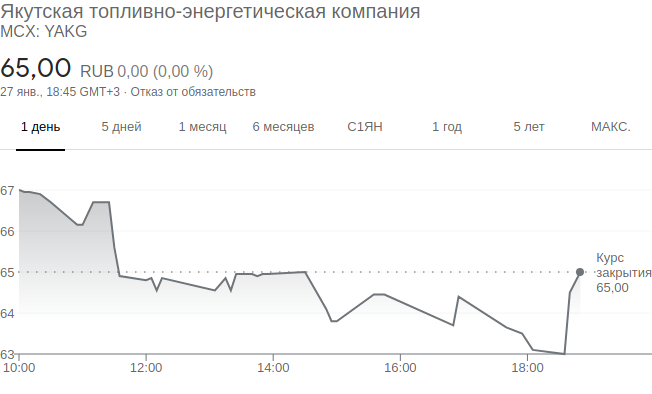 Якутская топливно-энергетическая компания
MCX: YAKG
65,00 RUB 0,00 (0,00 %)
27 янв., 18:45 GMT+3 · Отказ от обязательств
1 день 5 дней 1 месяц 6 месяцев С1ЯН 1 год 5 лет МАКС.
67
66
65
64
63
Курс
закрытия
65,00
10:00 12:00 14:00 16:00 18:00